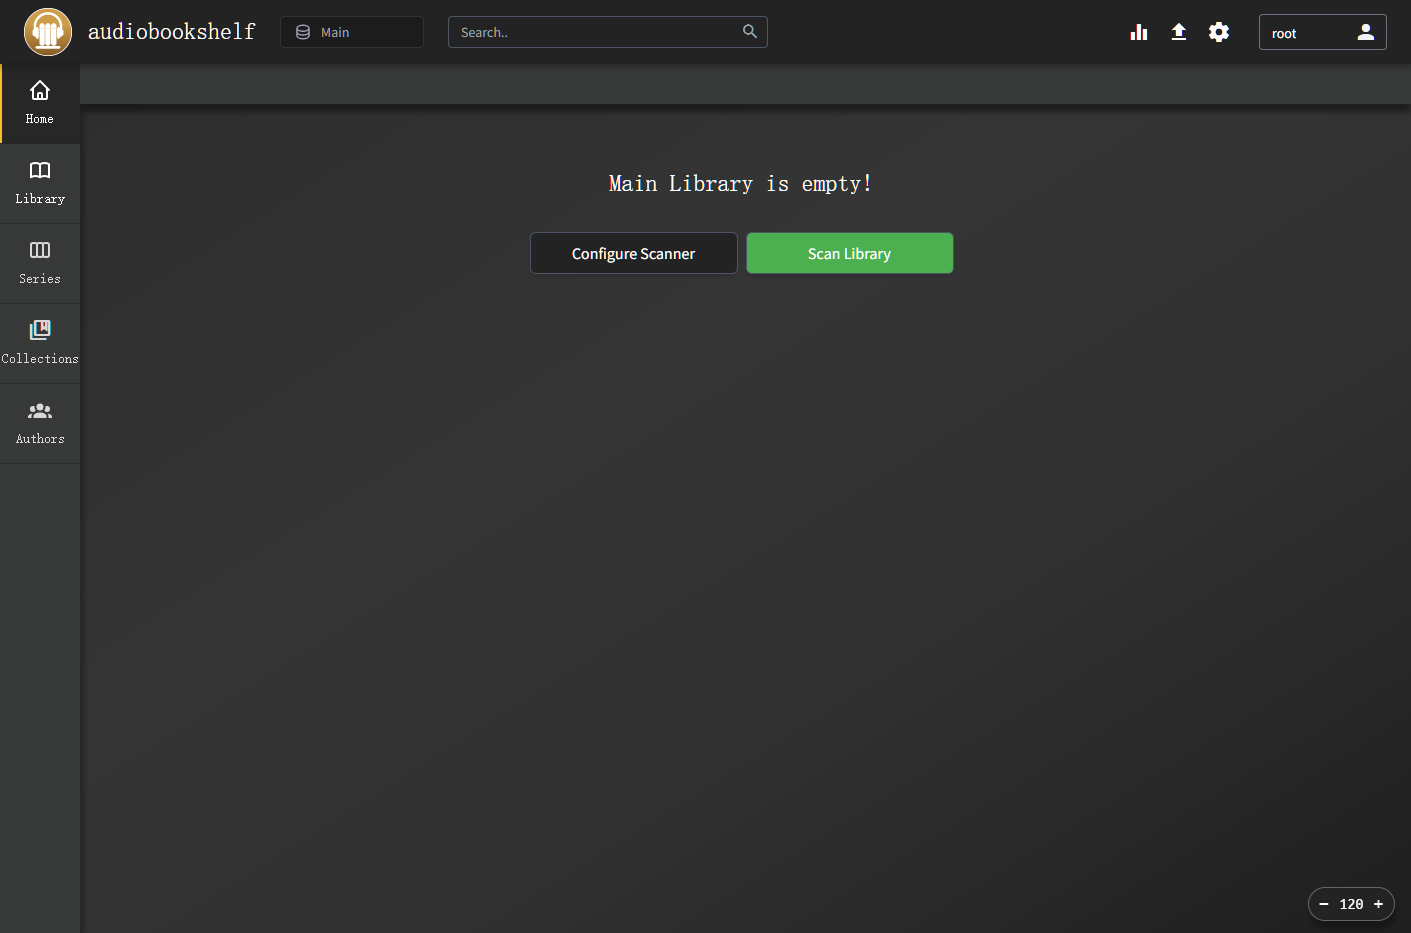 audiobookshelf
Main
Search..
root
Home
Library
Series
Collections
Authors
Main Library is empty!
Configure Scanner
Scan Library
− 120 +